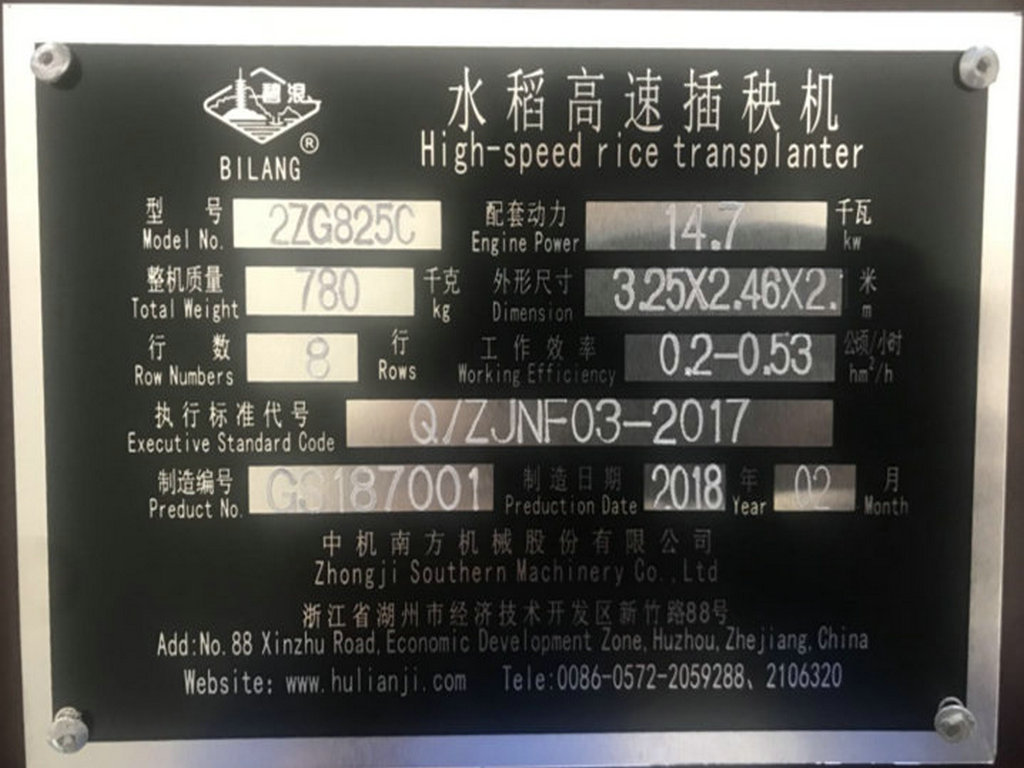 碧浪
®
BILANG
水稻高速插秧机
High-speed rice transplanter
型 号 2ZG825C 配套动力 14.7 千瓦
Model No. Engine Power kw
整机质量 780 千克 外形尺寸 3.25X2.46X2. 米
Total Weight kg Dimension m
行 数 8 行 工作效率 0.2-0.53 公顷/小时
Row Numbers Rows Working Efficiency hm²/h
执行标准代号 Q/ZJNF03-2017
Executive Standard Code
制造编号 GS187001 制造日期 2018 年 02 月
Preduct No. Production Date Year Month
中机南方机械股份有限公司
Zhongji Southern Machinery Co.,Ltd
浙江省湖州市经济技术开发区新竹路88号
Add:No.88 Xinzhu Road,Economic Development Zone,Huzhou,Zhejiang,China
Website: www.hulianji.com Tele:0086-0572-2059288、2106320